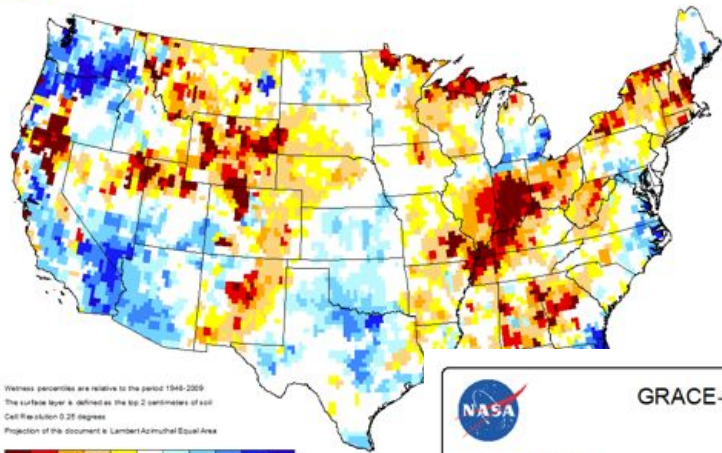 Wetness percentiles are relative to the period 1948-2009
The surface layer is defined as the top 2 centimeters of soil
Cell Resolution 0.25 degrees
Projection of this document is Lambert Azimuthal Equal Area
NASA
GRACE-